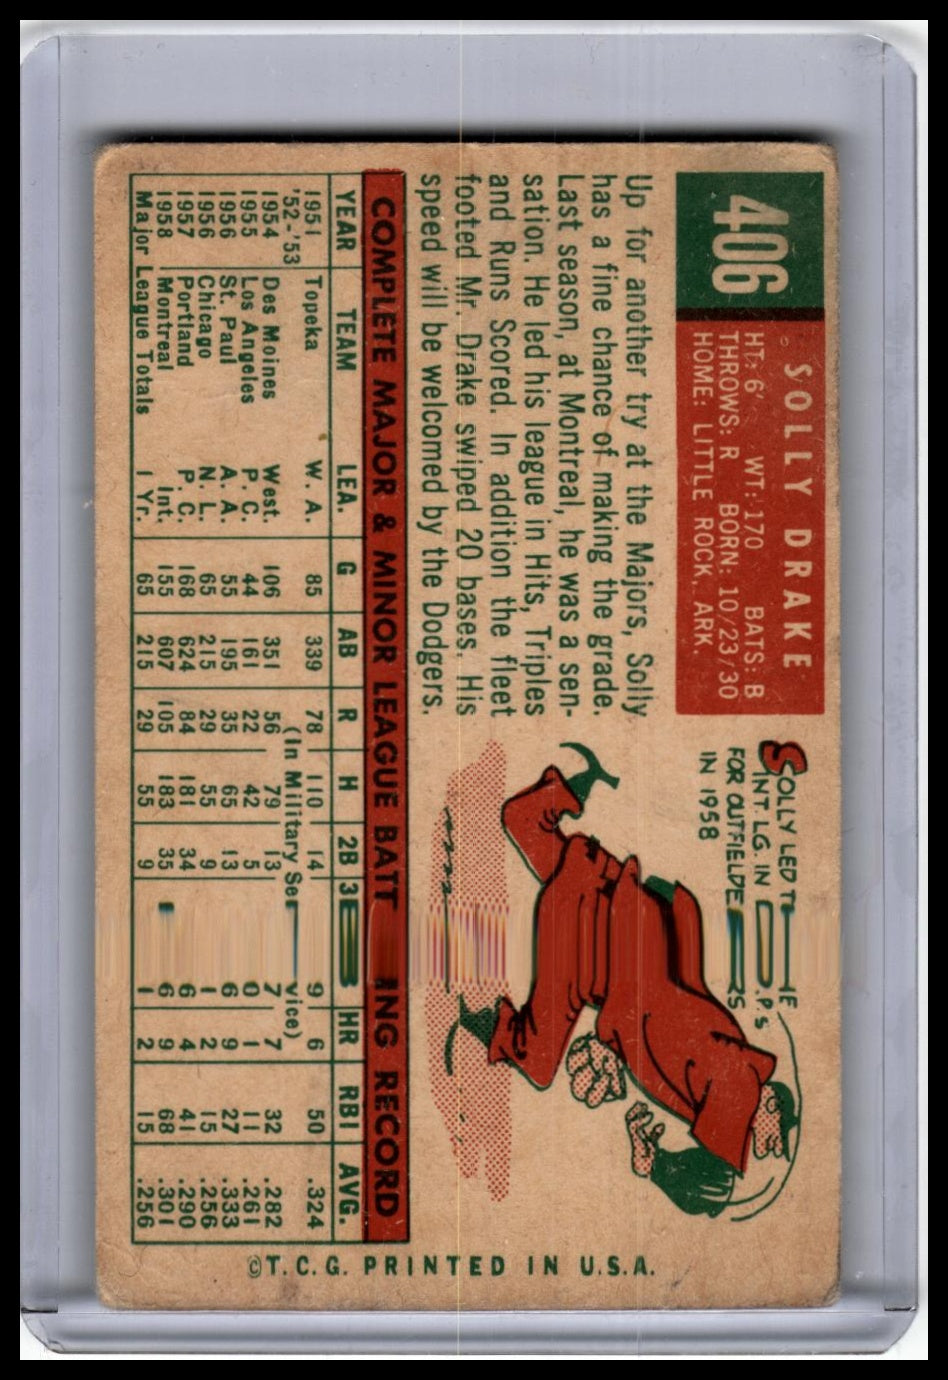 406
SOLLY DRAKE
HT: 6' WT: 170 BATS: B
THROWS: R BORN: 10/23/30
HOME: LITTLE ROCK, ARK.
Up for another try at the Majors, Solly
has a fine chance of making the grade.
Last season, at Montreal, he was a sen-
sation. He led his league in Hits, Triples
and Runs Scored. In addition the fleet
footed Mr. Drake swiped 20 bases. His
speed will be welcomed by the Dodgers.
SOLLY LED THE
INT. LG. IN D.P.s
FOR OUTFIELDERS
IN 1958
COMPLETE MAJOR & MINOR LEAGUE BATTING RECORD
YEAR TEAM LEA. G AB R H 2B 3B HR RBI AVG.
1951 Topeka W. A. 85 339 78 110 14 9 6 50 .324
'52-'53 (In Military Service)
1954 Des Moines West. 106 351 56 79 13 7 7 32 .282
1955 Los Angeles P. C. 44 161 22 42 5 0 1 11 .261
1956 St. Paul A. A. 55 195 35 65 13 6 9 27 .333
1956 Chicago N. L. 65 215 29 55 9 1 2 15 .256
1957 Portland P. C. 168 624 84 181 34 6 4 41 .290
1958 Montreal Int. 155 607 105 183 35 6 9 68 .301
Major League Totals 1 Yr. 65 215 29 55 9 1 2 15 .256
©T.C.G. PRINTED IN U.S.A.